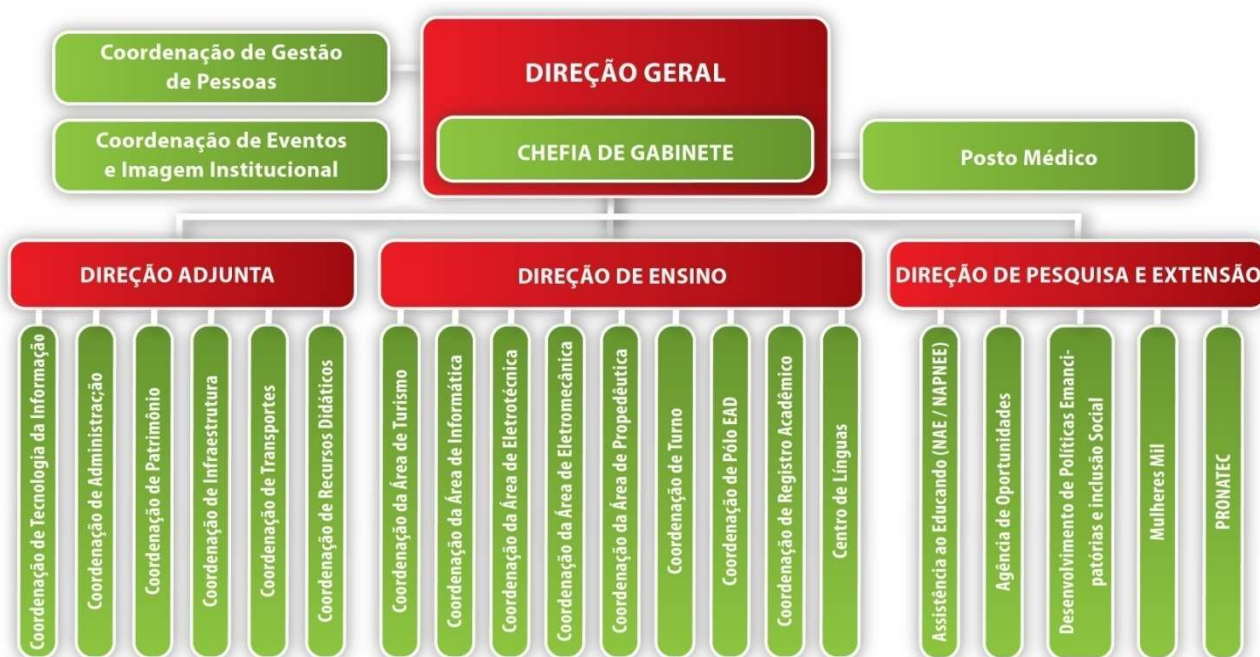 Coordenação de Gestão
de Pessoas
DIREÇÃO GERAL
Coordenação de Eventos
e Imagem Institucional
CHEFIA DE GABINETE
Posto Médico
DIREÇÃO ADJUNTA
DIREÇÃO DE ENSINO
DIREÇÃO DE PESQUISA E EXTENSÃO
Coordenação de Tecnologia da Informação
Coordenação de Administração
Coordenação de Patrimônio
Coordenação de Infraestrutura
Coordenação de Transportes
Coordenação de Recursos Didáticos
Coordenação da Área de Turismo
Coordenação da Área de Informática
Coordenação da Área de Eletrotécnica
Coordenação da Área de Eletromecânica
Coordenação da Área de Propedêutica
Coordenação de Turno
Coordenação de Pólo EAD
Coordenação de Registro Acadêmico
Centro de Línguas
Assistência ao Educando (NAE / NAPNEE)
Agência de Oportunidades
Desenvolvimento de Políticas Emanci-
patórias e inclusão Social
Mulheres Mil
PRONATEC